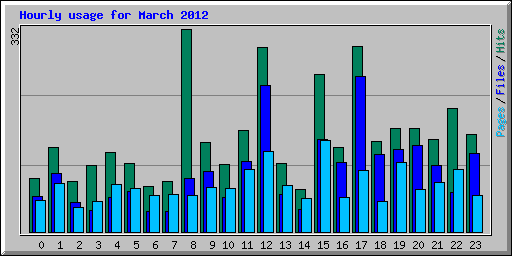 Hourly usage for March 2012
332
Pages/Files/Hits
0 1 2 3 4 5 6 7 8 9 10 11 12 13 14 15 16 17 18 19 20 21 22 23